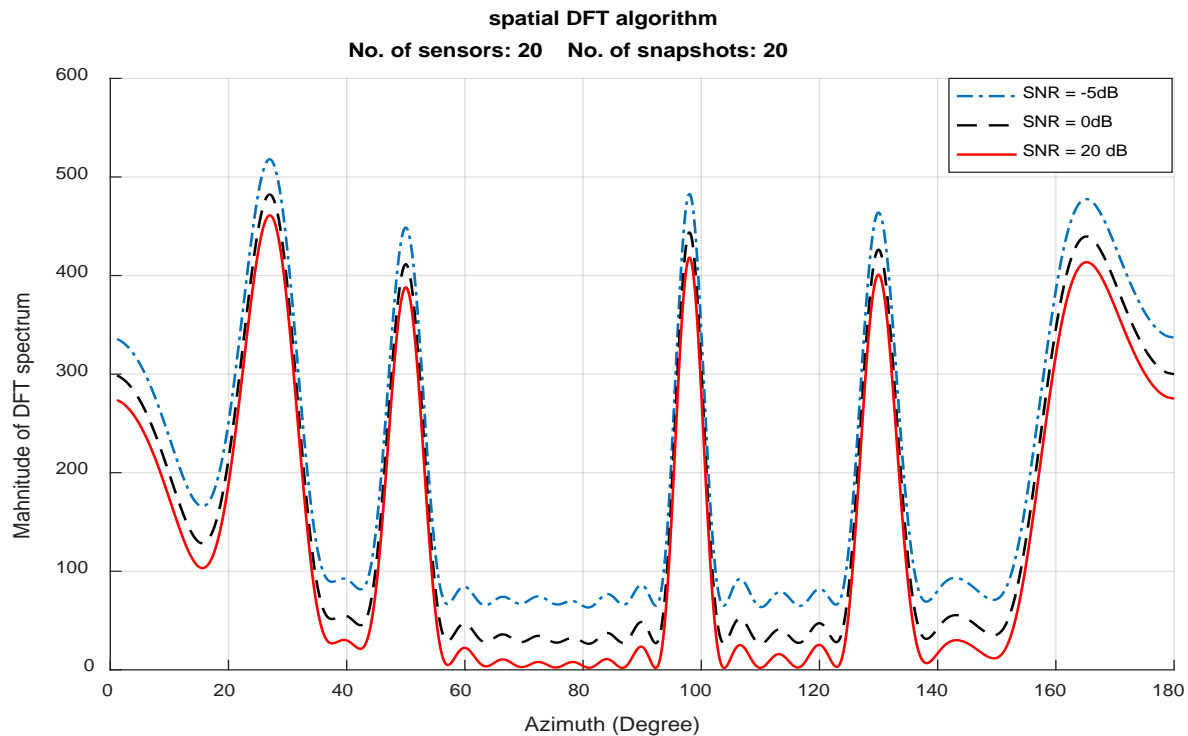 spatial DFT algorithm
No. of sensors: 20 No. of snapshots: 20
600
500
400
300
200
100
0
Mahnitude of DFT spectrum
SNR = -5dB
SNR = 0dB
SNR = 20 dB
0 20 40 60 80 100 120 140 160 180
Azimuth (Degree)